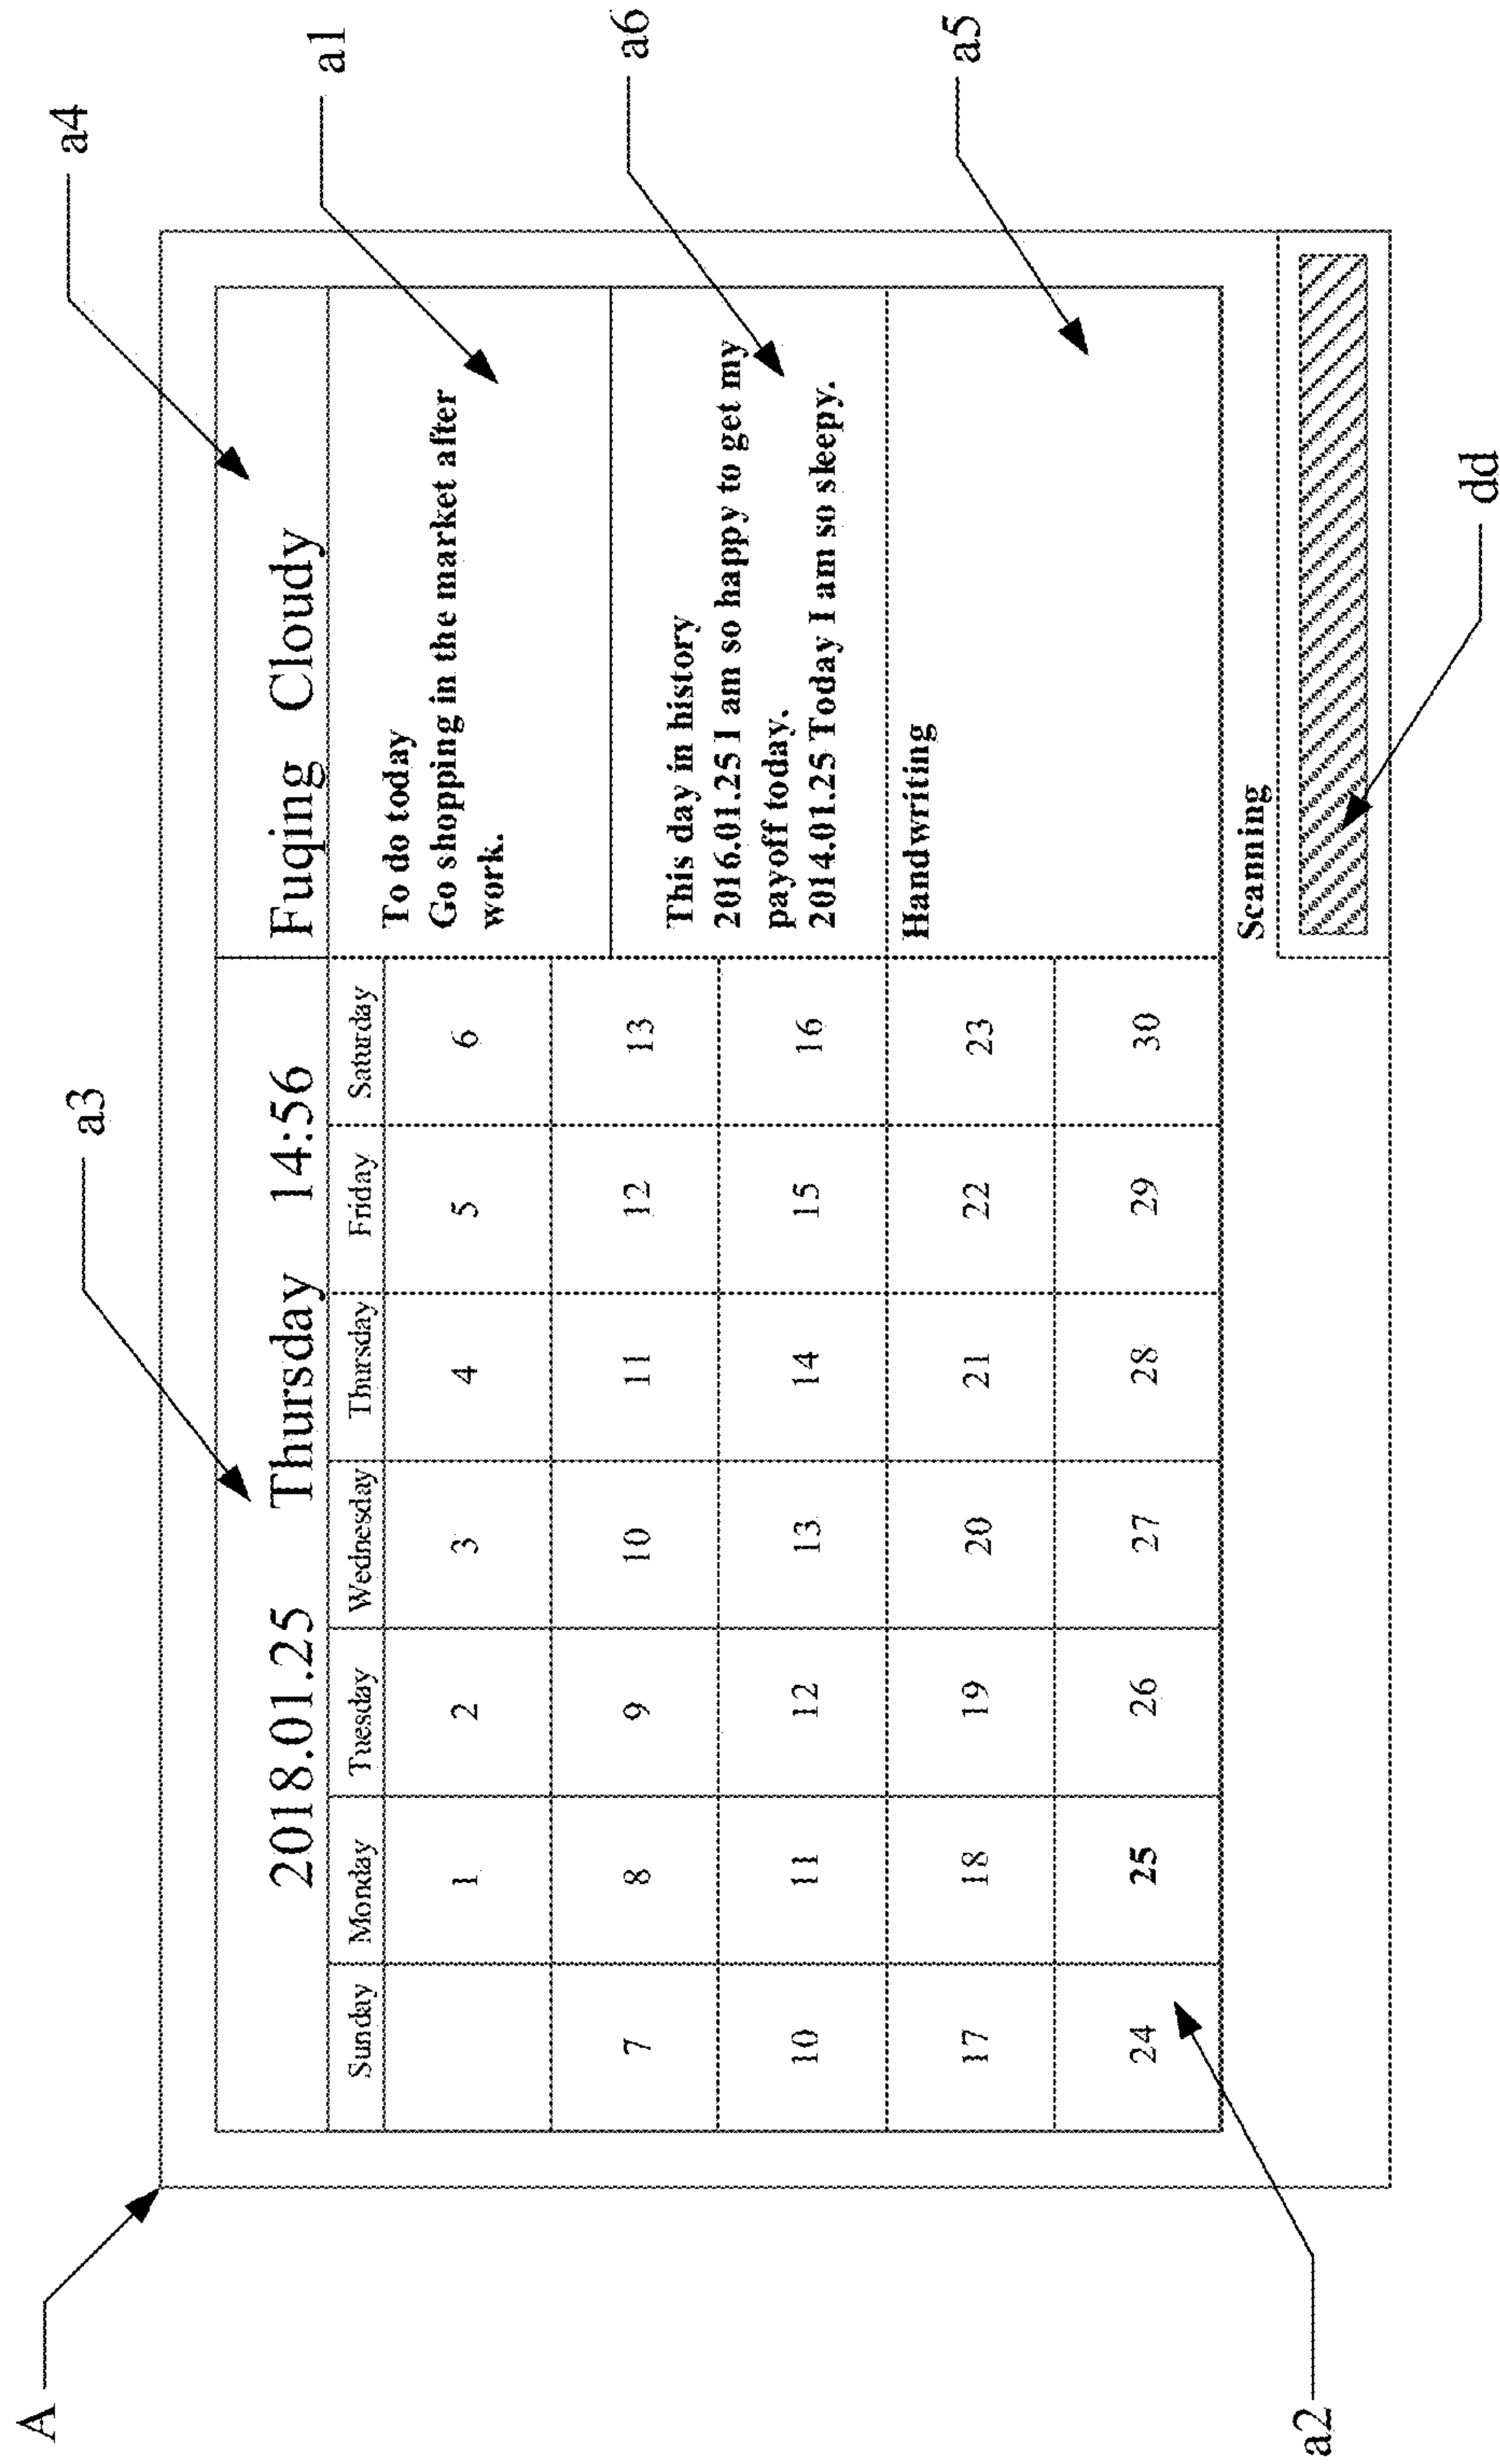 a4
a1
a6
a5
a3
A
2018.01.25 Thursday 14:56
Fuqing Cloudy
Sunday Monday Tuesday Wednesday Thursday Friday Saturday
1 2 3 4 5 6
7 8 9 10 11 12 13
10 11 12 13 14 15 16
17 18 19 20 21 22 23
24 25 26 27 28 29 30
To do today
Go shopping in the market after
work.
This day in history
2016.01.25 I am so happy to get my
payoff today.
2014.01.25 Today I am so sleepy.
Handwriting
Scanning
a2
dd